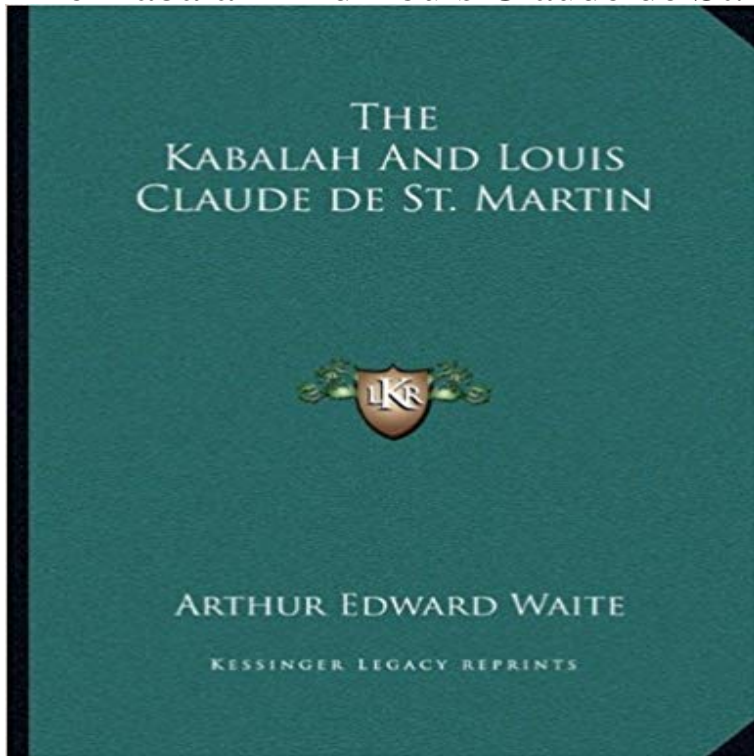 THE
KABALAH AND LOUIS
CLAUDE DE ST. MARTIN
LKR
ARTHUR EDWARD WAITE
KESSINGER LEGACY REPRINTS